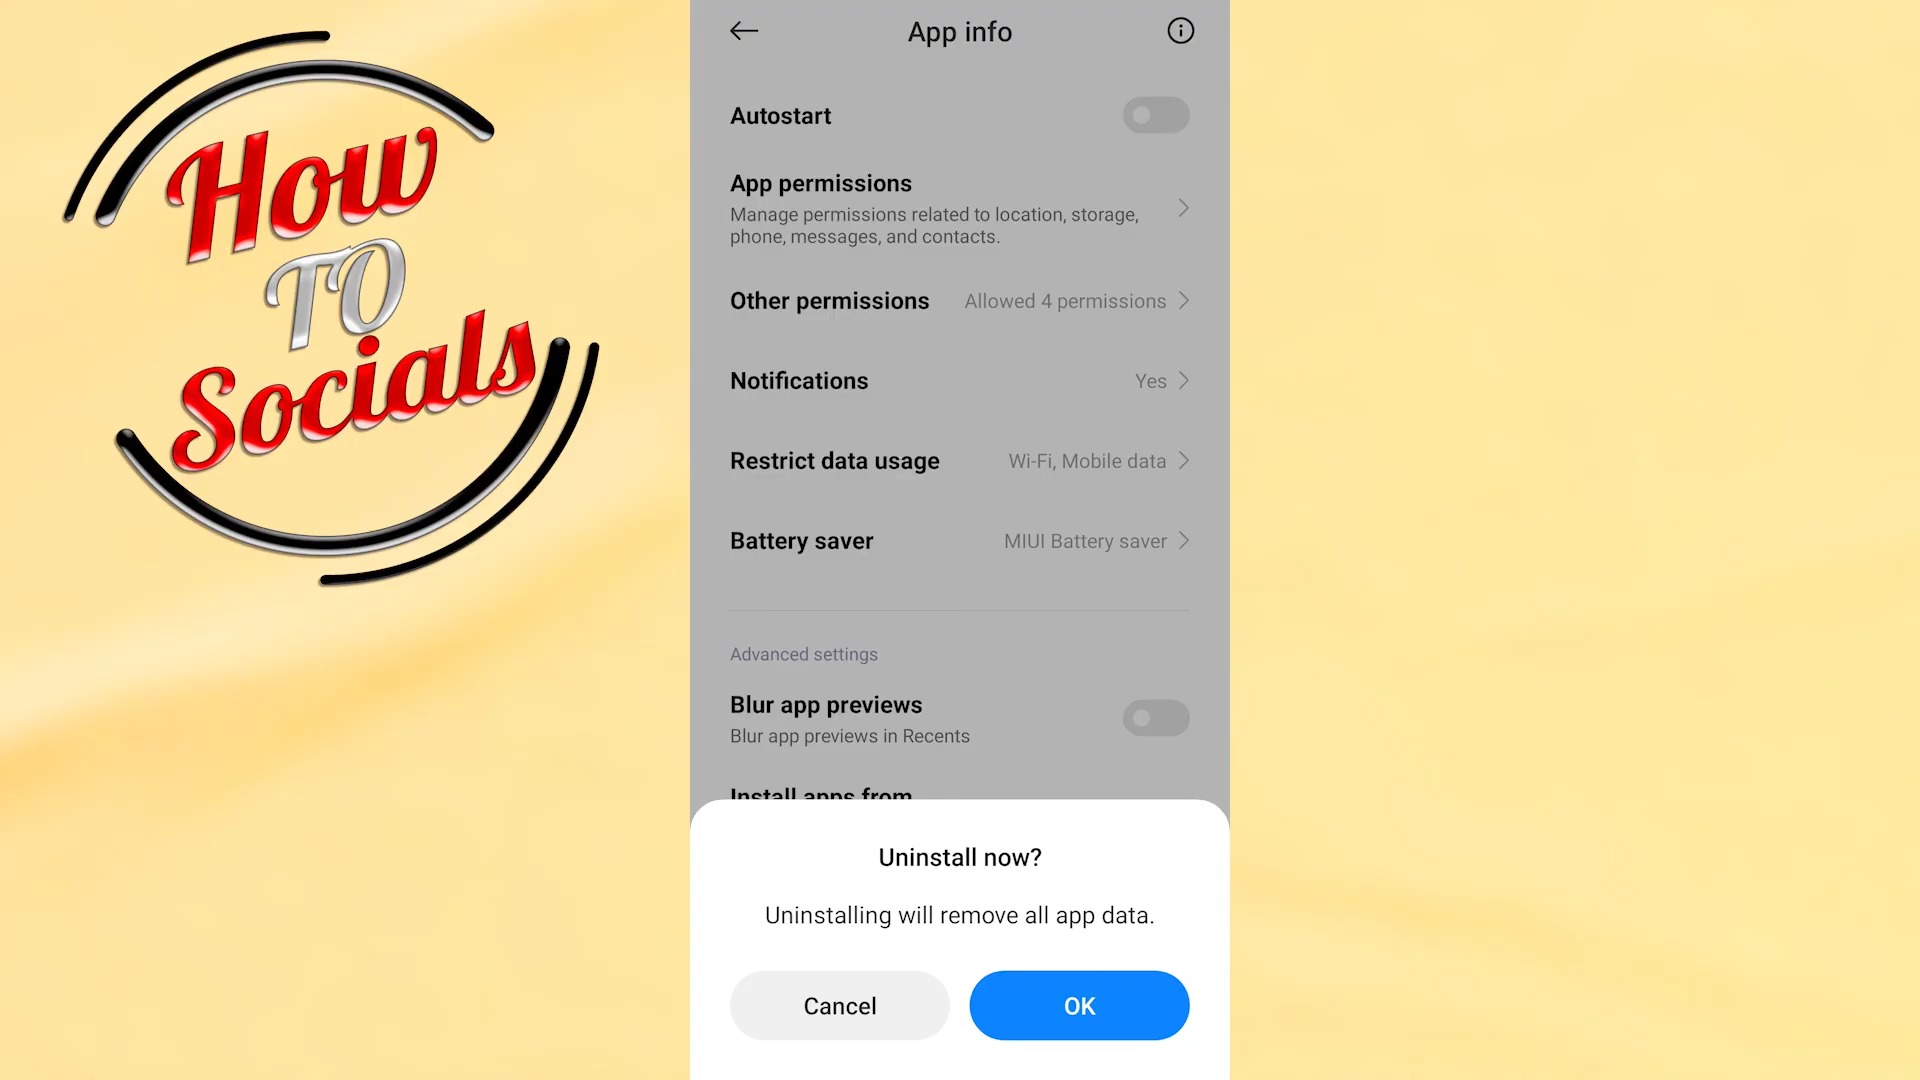 How
TO
Socials
App info
Autostart
App permissions
Manage permissions related to location, storage,
phone, messages, and contacts.
Other permissions Allowed 4 permissions
Notifications Yes
Restrict data usage Wi-Fi, Mobile data
Battery saver MIUI Battery saver
Advanced settings
Blur app previews
Blur app previews in Recents
Install apps from
Uninstall now?
Uninstalling will remove all app data.
Cancel OK